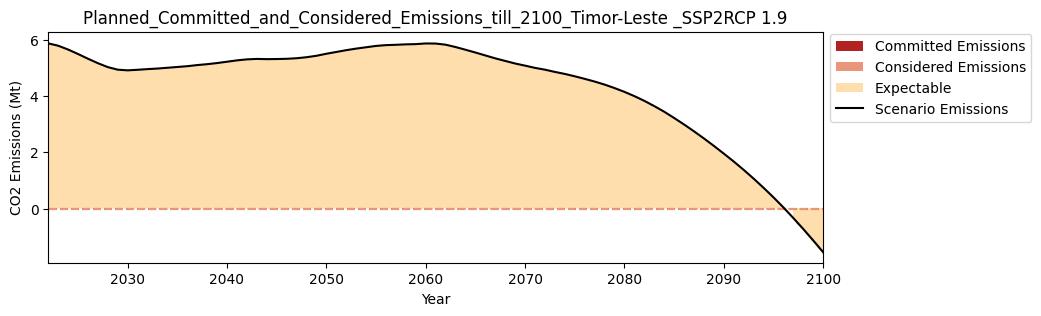 Planned_Committed_and_Considered_Emissions_till_2100_Timor-Leste _SSP2RCP 1.9
Committed Emissions
Considered Emissions
Expectable
Scenario Emissions
CO2 Emissions (Mt)
6
4
2
0
2030 2040 2050 2060 2070 2080 2090 2100
Year